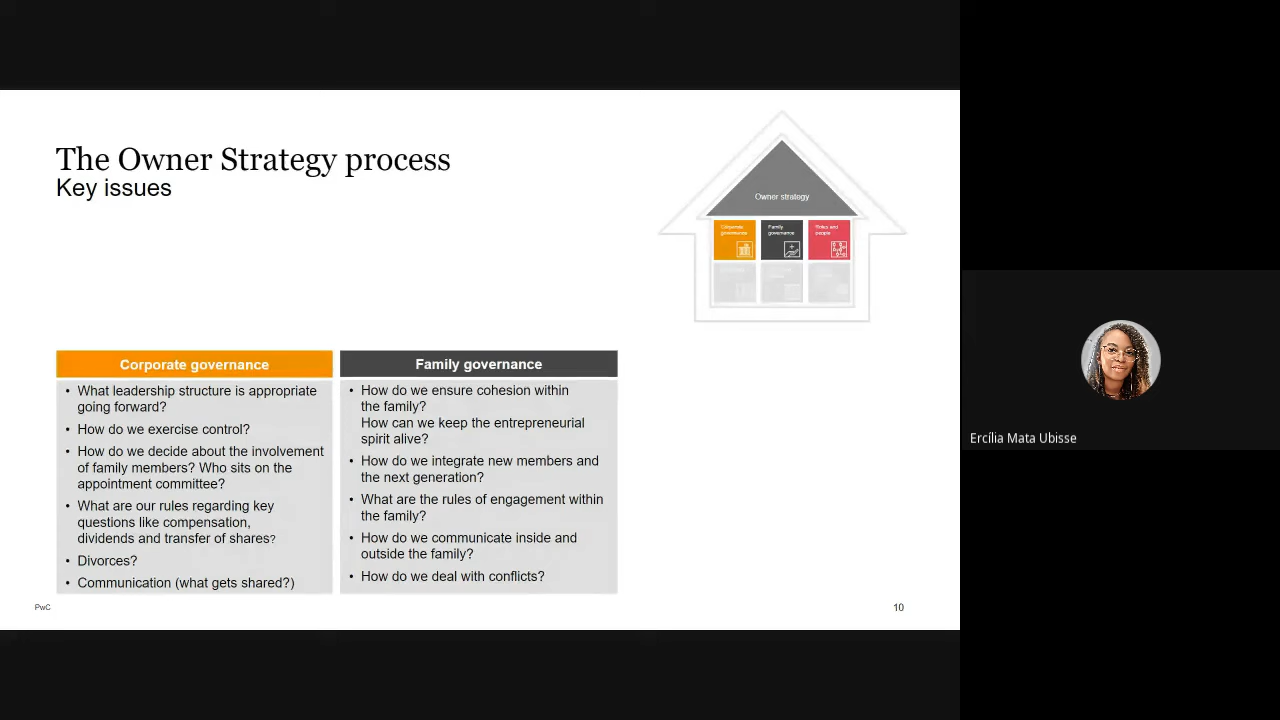 The Owner Strategy process
Key issues
Owner strategy
Corporate
governance
Family
governance
Roles and
people
Corporate governance
• What leadership structure is appropriate
going forward?
• How do we exercise control?
• How do we decide about the involvement
of family members? Who sits on the
appointment committee?
• What are our rules regarding key
questions like compensation,
dividends and transfer of shares?
• Divorces?
• Communication (what gets shared?)
Family governance
• How do we ensure cohesion within
the family?
How can we keep the entrepreneurial
spirit alive?
• How do we integrate new members and
the next generation?
• What are the rules of engagement within
the family?
• How do we communicate inside and
outside the family?
• How do we deal with conflicts?
PwC
10
Ercília Mata Ubisse